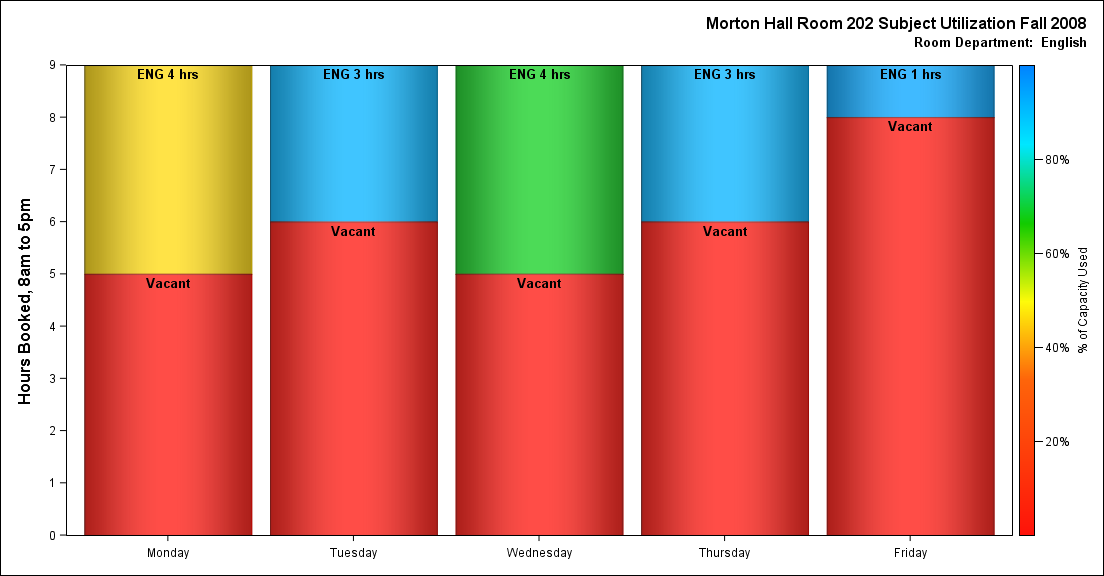 Morton Hall Room 202 Subject Utilization Fall 2008
Room Department:  English
Hours Booked, 8am to 5pm
9
8
7
6
5
4
3
2
1
0
ENG 4 hrs
Vacant
ENG 3 hrs
Vacant
ENG 4 hrs
Vacant
ENG 3 hrs
Vacant
ENG 1 hrs
Vacant
Monday
Tuesday
Wednesday
Thursday
Friday
80%
60%
40%
20%
% of Capacity Used